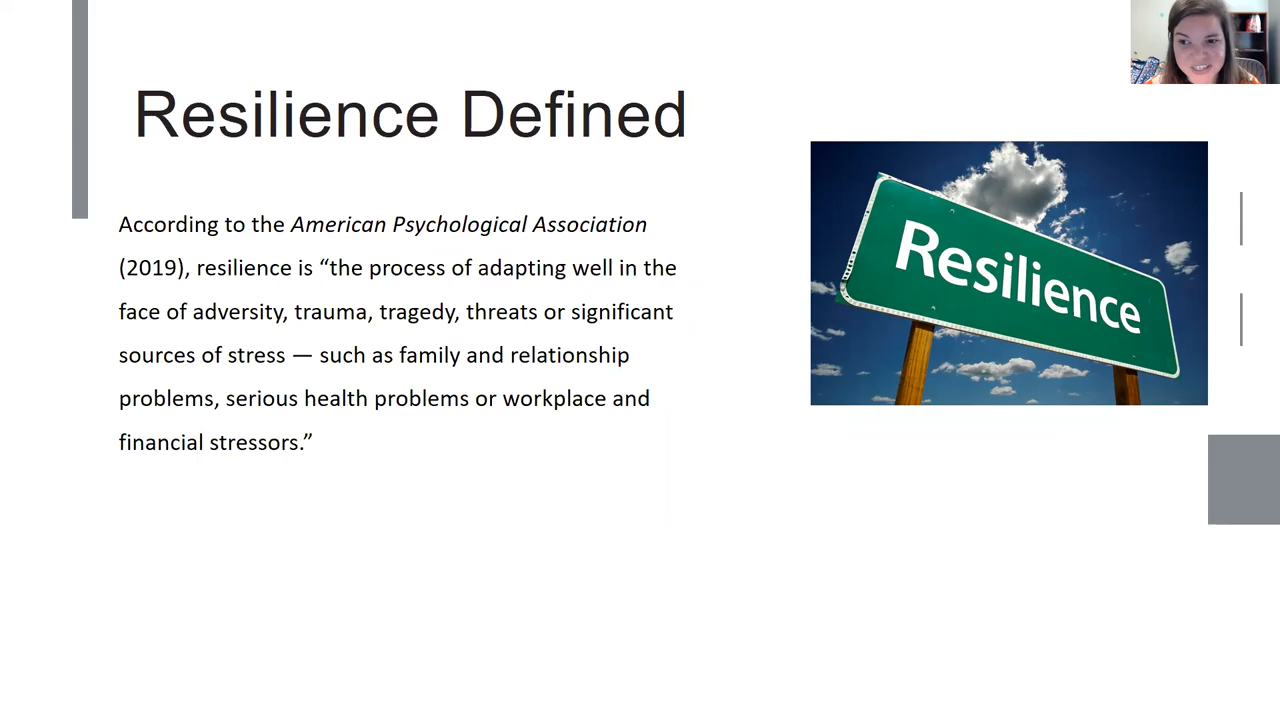 Resilience Defined
According to the American Psychological Association
(2019), resilience is “the process of adapting well in the
face of adversity, trauma, tragedy, threats or significant
sources of stress — such as family and relationship
problems, serious health problems or workplace and
financial stressors.”
Resilience